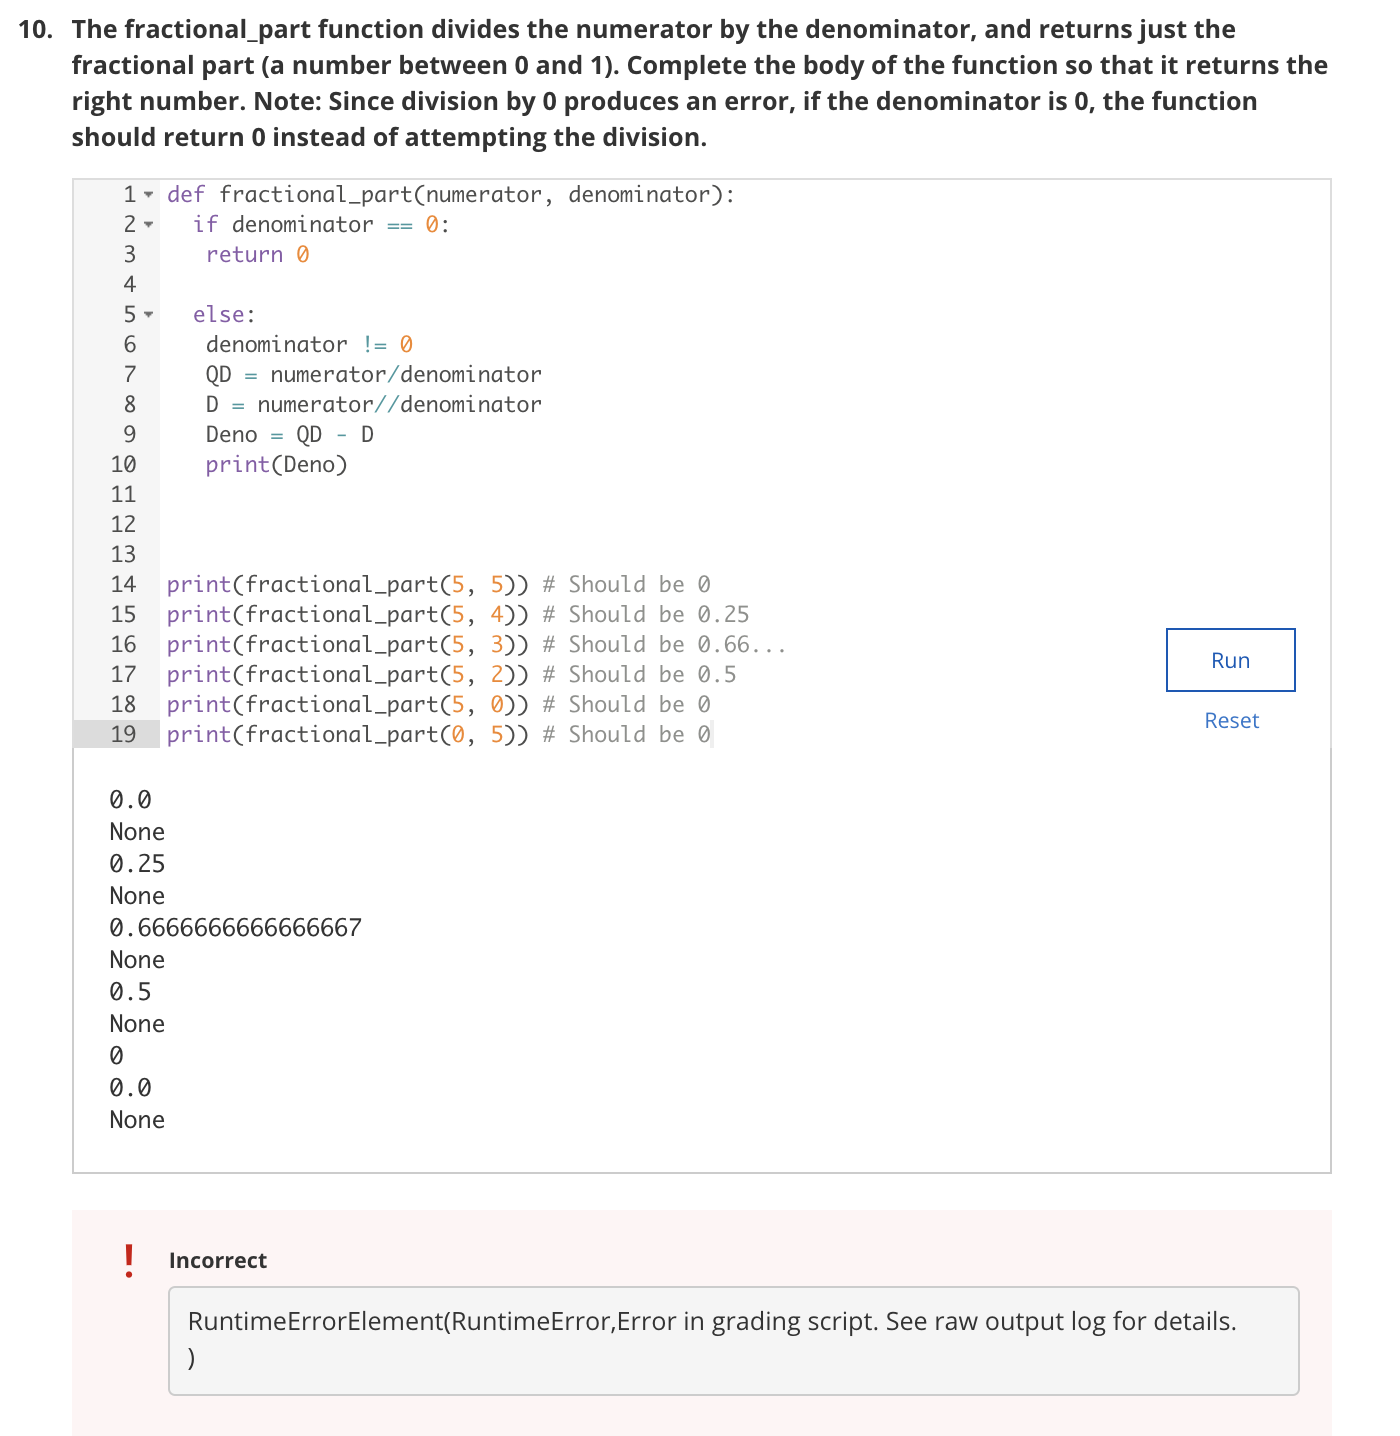 10. The fractional_part function divides the numerator by the denominator, and returns just the
fractional part (a number between 0 and 1). Complete the body of the function so that it returns the
right number. Note: Since division by 0 produces an error, if the denominator is 0, the function
should return 0 instead of attempting the division.
1 def fractional_part(numerator, denominator):
2   if denominator == 0:
3    return 0
4
5   else:
6    denominator != 0
7    QD = numerator/denominator
8    D = numerator//denominator
9    Deno = QD - D
10    print(Deno)
11
12
13
14 print(fractional_part(5, 5)) # Should be 0
15 print(fractional_part(5, 4)) # Should be 0.25
16 print(fractional_part(5, 3)) # Should be 0.66...
17 print(fractional_part(5, 2)) # Should be 0.5
18 print(fractional_part(5, 0)) # Should be 0
19 print(fractional_part(0, 5)) # Should be 0
Run
Reset
0.0
None
0.25
None
0.6666666666666667
None
0.5
None
0
0.0
None
! Incorrect
RuntimeErrorElement(RuntimeError,Error in grading script. See raw output log for details.
)